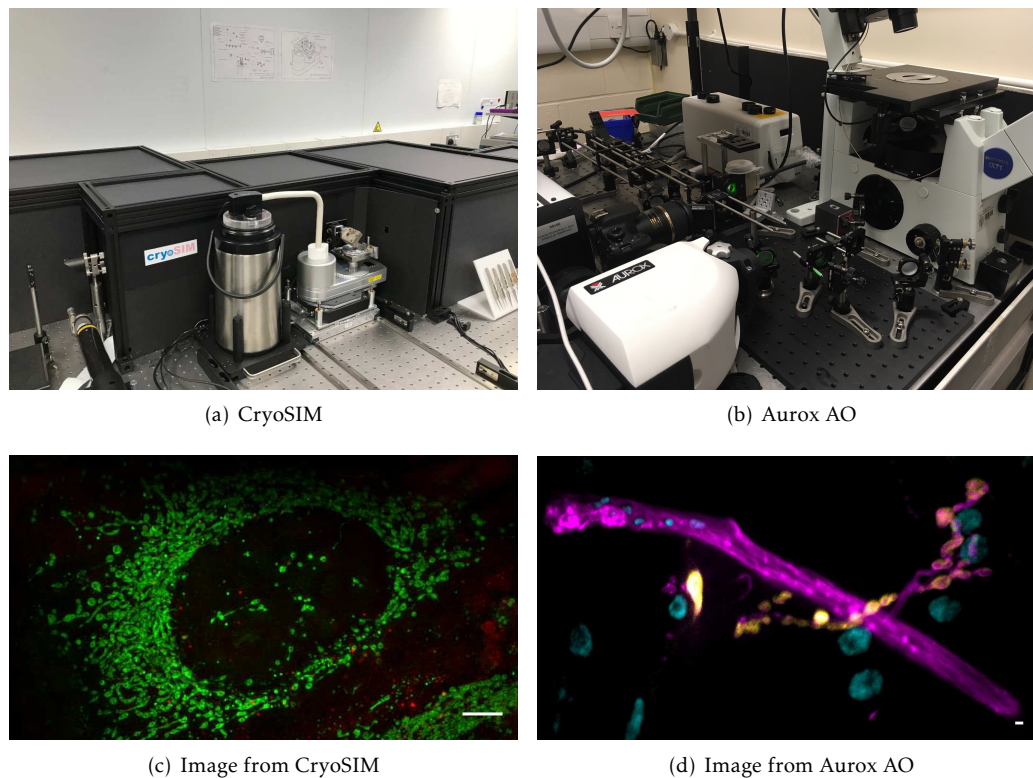 cryoSIM
AUROX
(a) CryoSIM
(b) Aurox AO
(c) Image from CryoSIM
(d) Image from Aurox AO